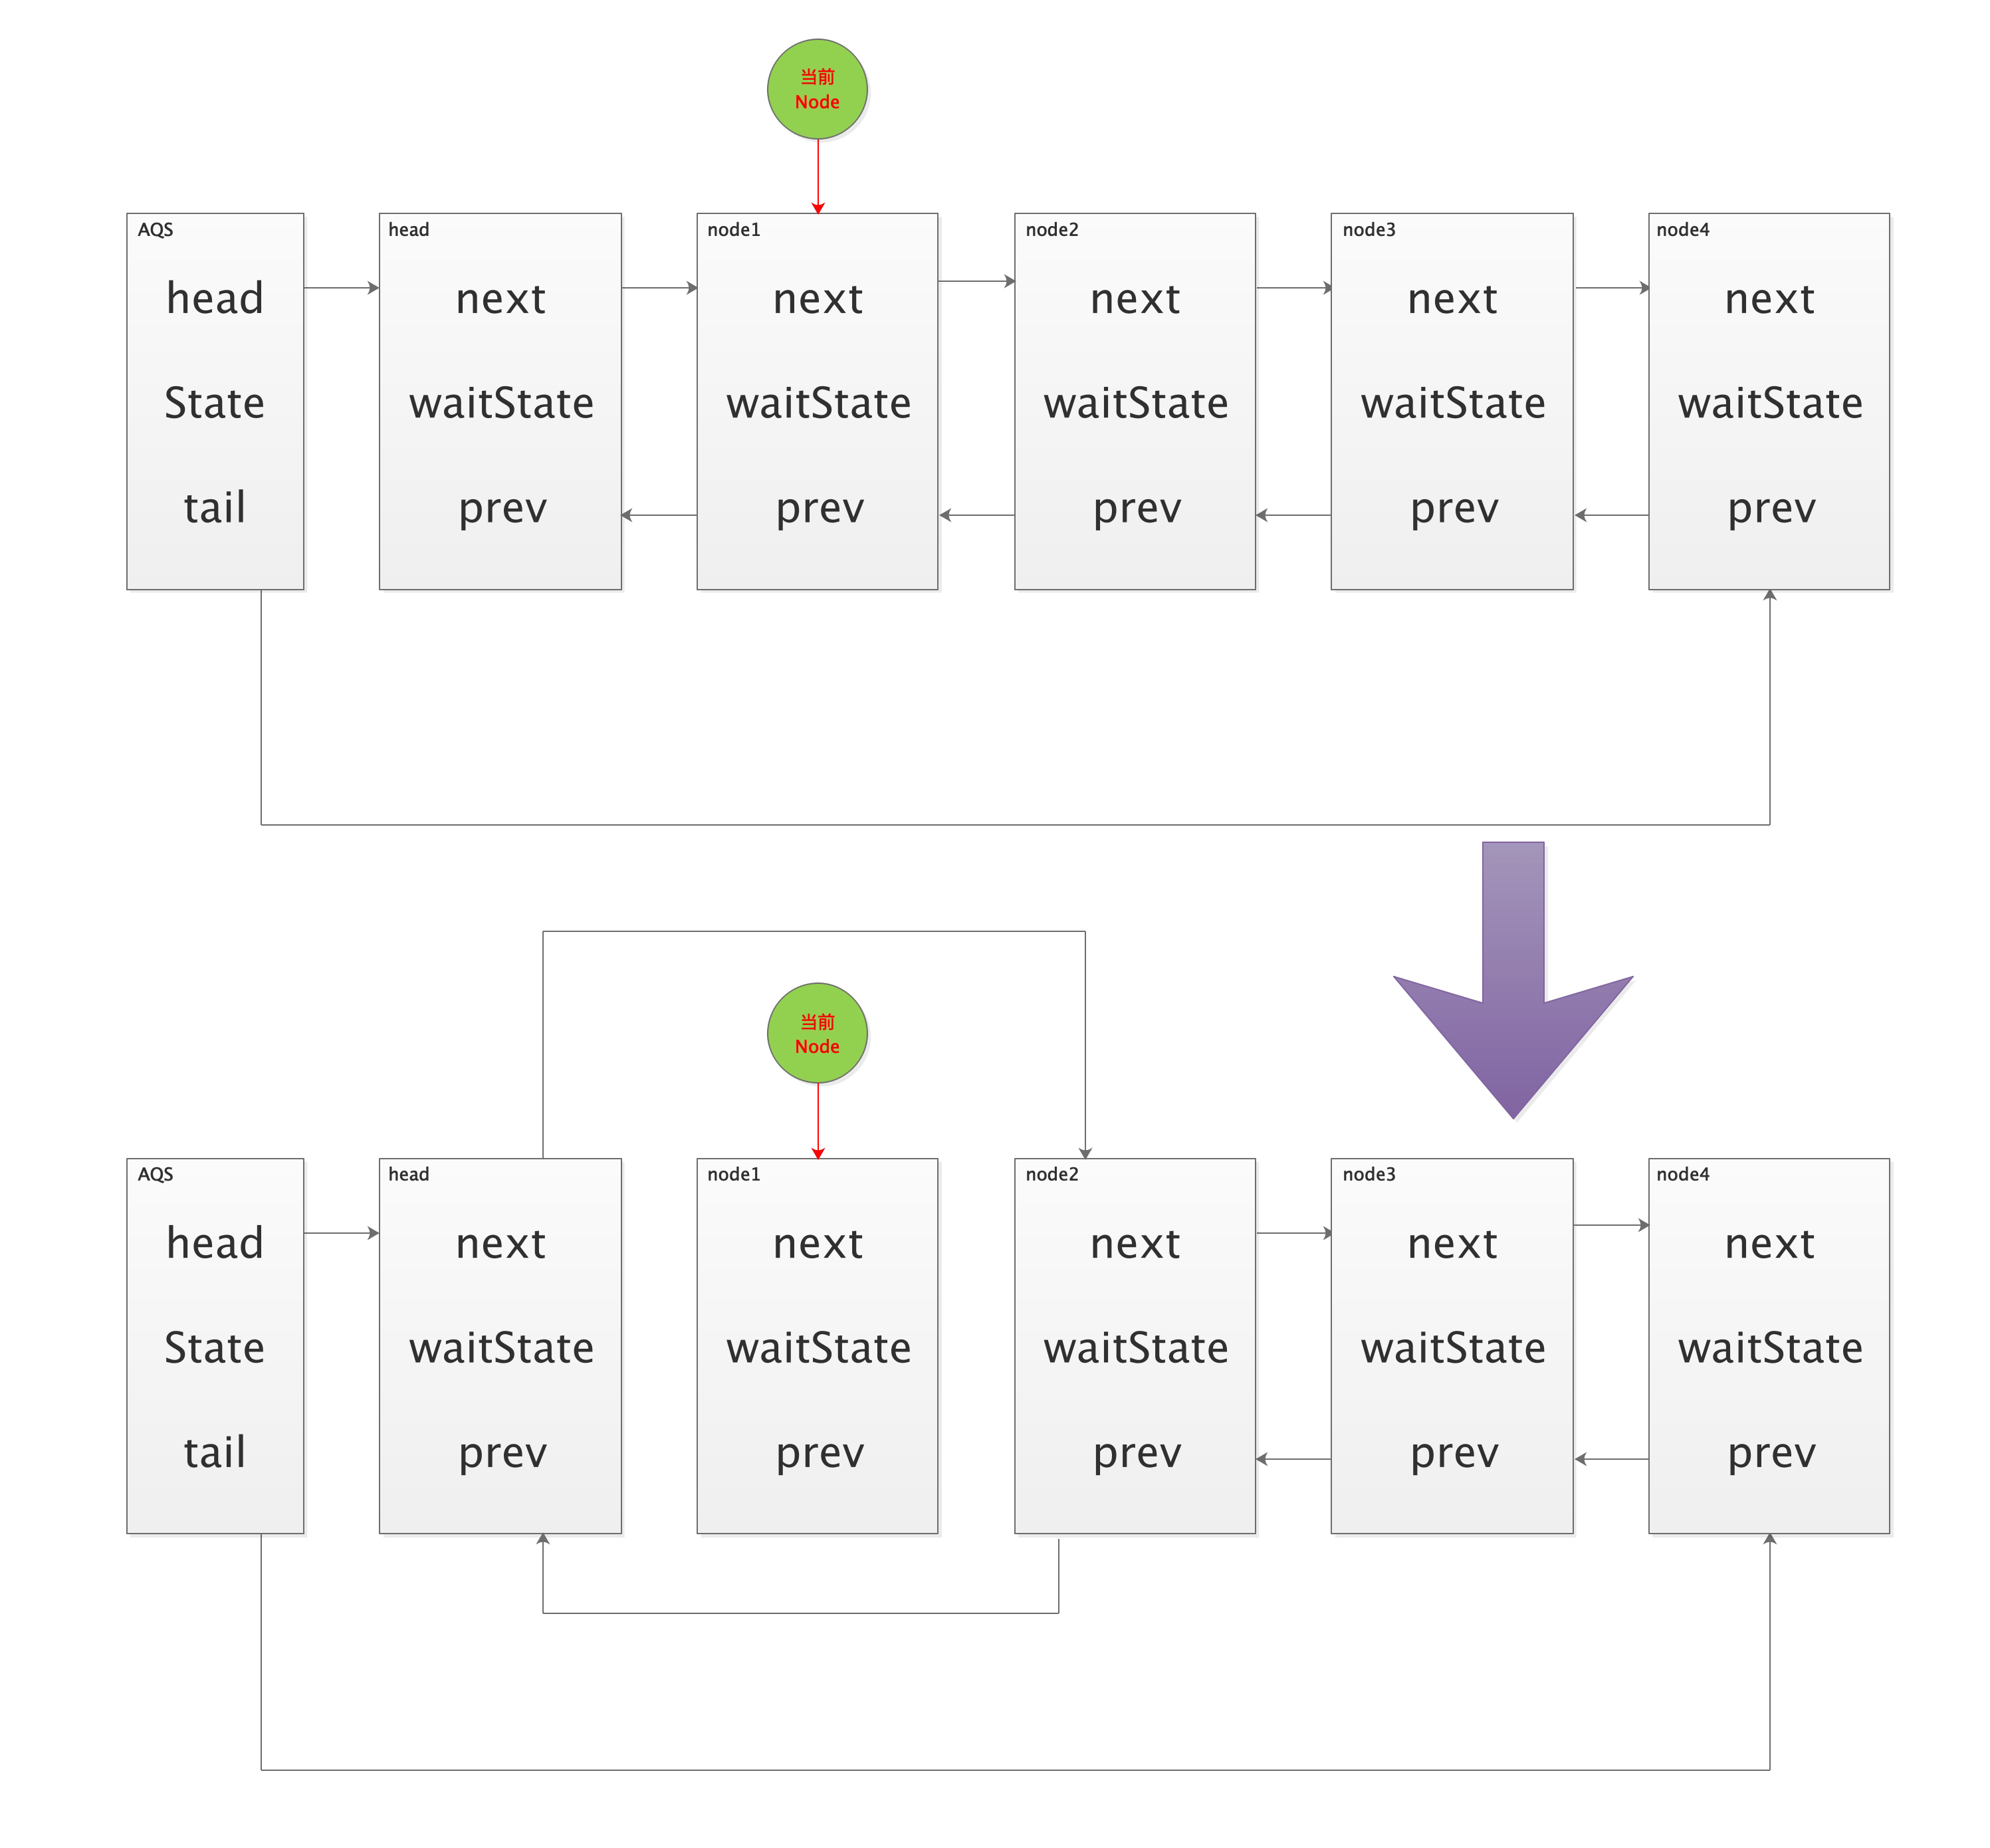 当前
Node
AQS
head
State
tail
head
next
waitState
prev
node1
next
waitState
prev
node2
next
waitState
prev
node3
next
waitState
prev
node4
next
waitState
prev
当前
Node
AQS
head
State
tail
head
next
waitState
prev
node1
next
waitState
prev
node2
next
waitState
prev
node3
next
waitState
prev
node4
next
waitState
prev